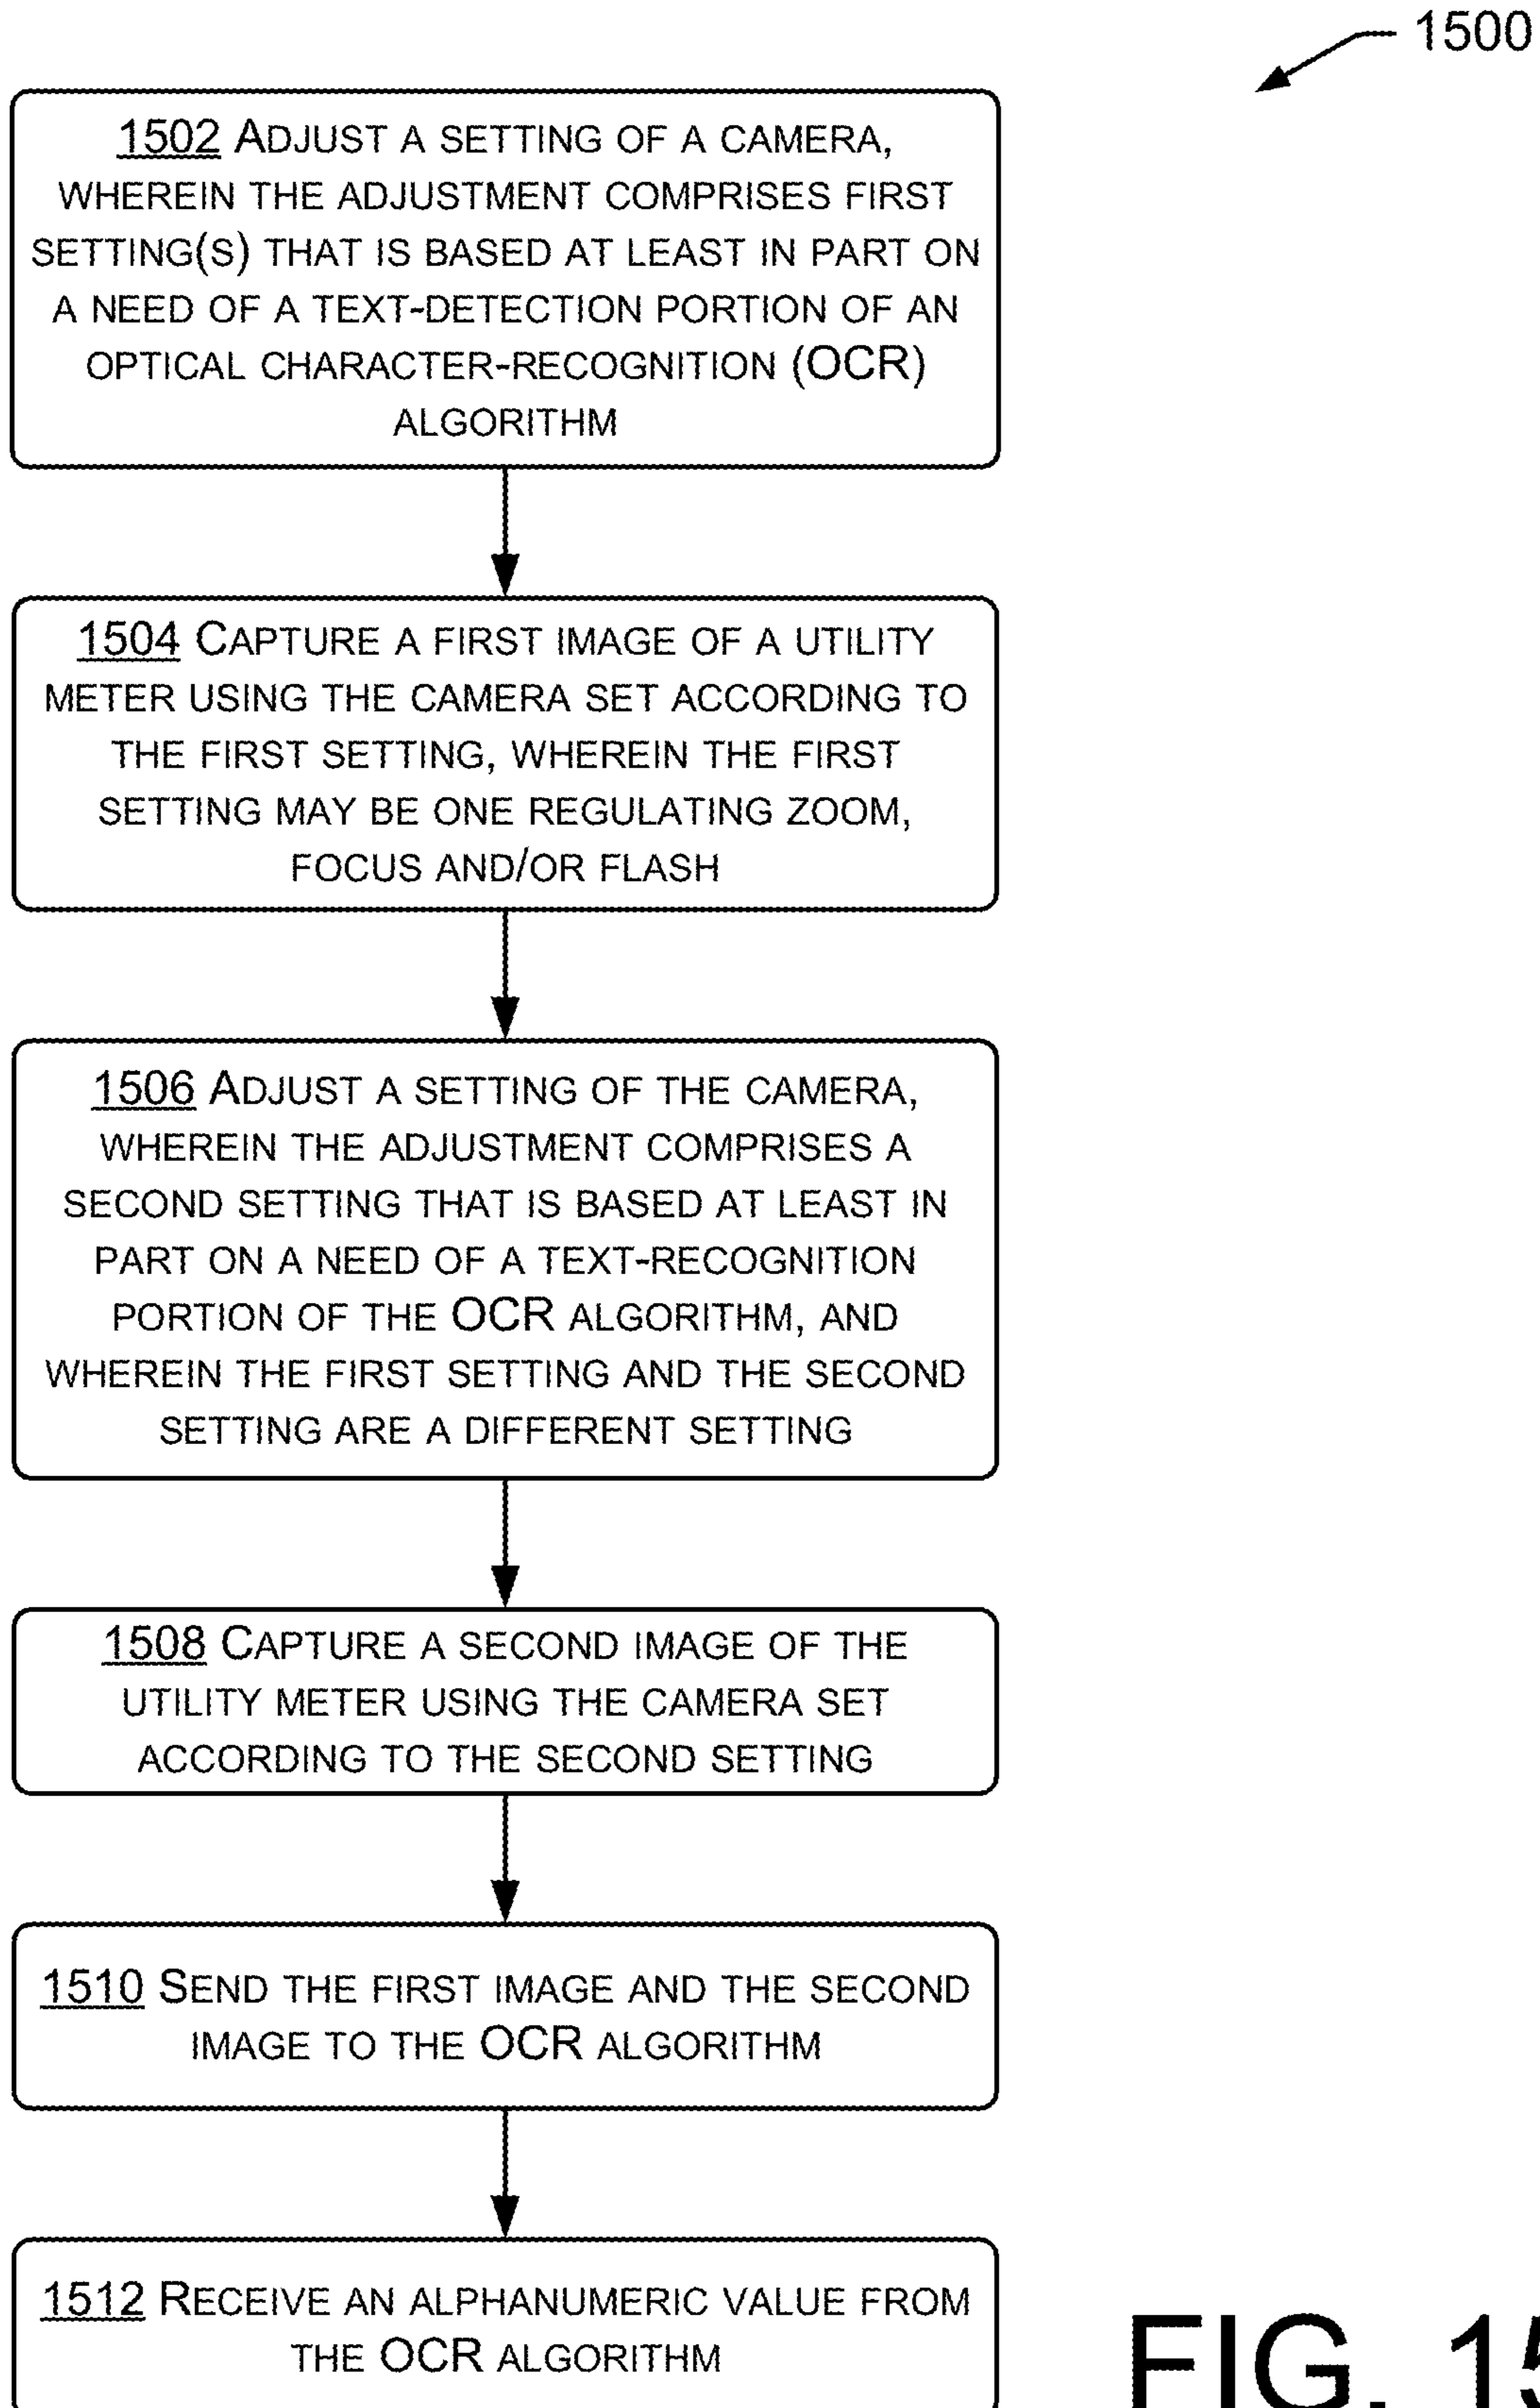 1500
1502 ADJUST A SETTING OF A CAMERA,
WHEREIN THE ADJUSTMENT COMPRISES FIRST
SETTING(S) THAT IS BASED AT LEAST IN PART ON
A NEED OF A TEXT-DETECTION PORTION OF AN
OPTICAL CHARACTER-RECOGNITION (OCR)
ALGORITHM
1504 CAPTURE A FIRST IMAGE OF A UTILITY
METER USING THE CAMERA SET ACCORDING TO
THE FIRST SETTING, WHEREIN THE FIRST
SETTING MAY BE ONE REGULATING ZOOM,
FOCUS AND/OR FLASH
1506 ADJUST A SETTING OF THE CAMERA,
WHEREIN THE ADJUSTMENT COMPRISES A
SECOND SETTING THAT IS BASED AT LEAST IN
PART ON A NEED OF A TEXT-RECOGNITION
PORTION OF THE OCR ALGORITHM, AND
WHEREIN THE FIRST SETTING AND THE SECOND
SETTING ARE A DIFFERENT SETTING
1508 CAPTURE A SECOND IMAGE OF THE
UTILITY METER USING THE CAMERA SET
ACCORDING TO THE SECOND SETTING
1510 SEND THE FIRST IMAGE AND THE SECOND
IMAGE TO THE OCR ALGORITHM
1512 RECEIVE AN ALPHANUMERIC VALUE FROM
THE OCR ALGORITHM
FIG. 15